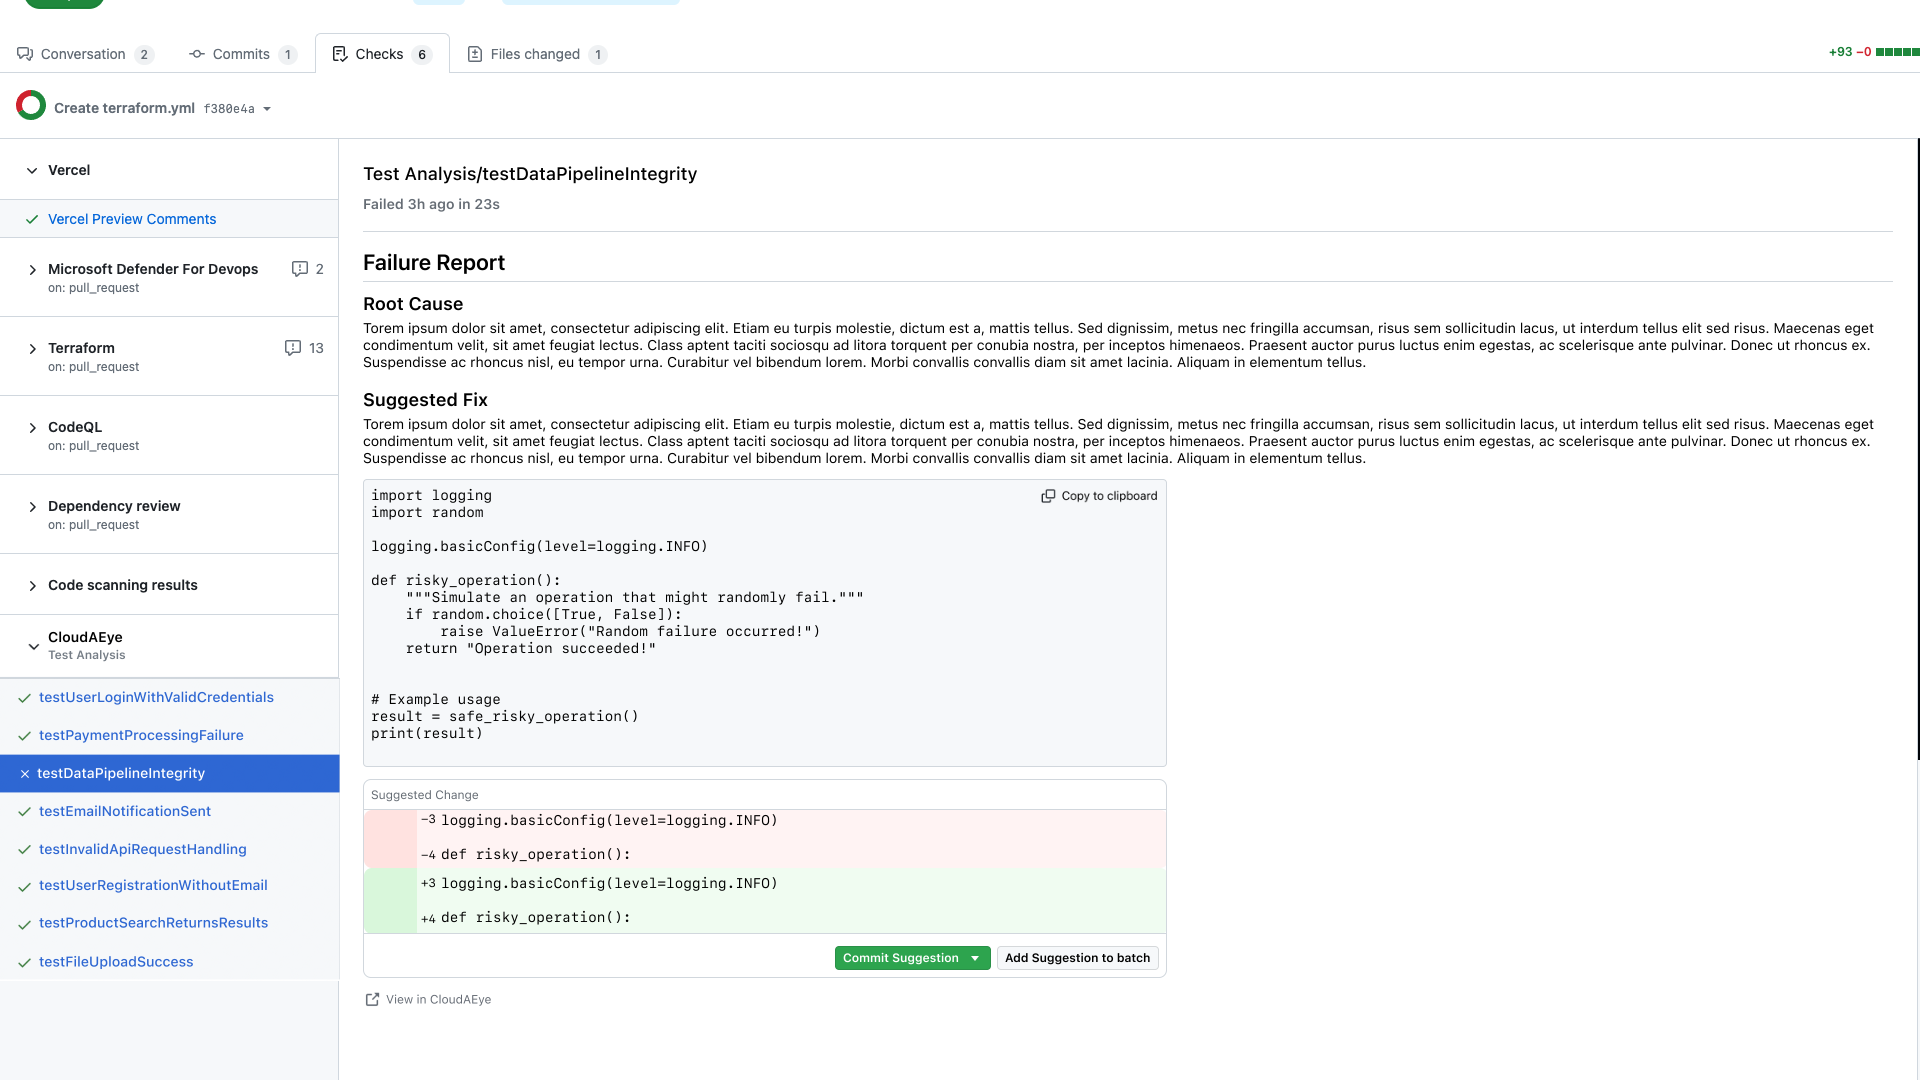 Conversation 2
Commits 1
Checks 6
Files changed 1
+93 −0
Create terraform.yml f380e4a
Vercel
Vercel Preview Comments
Microsoft Defender For Devops 2
on: pull_request
Terraform 13
on: pull_request
CodeQL
on: pull_request
Dependency review
on: pull_request
Code scanning results
CloudAEye
Test Analysis
testUserLoginWithValidCredentials
testPaymentProcessingFailure
testDataPipelineIntegrity
testEmailNotificationSent
testInvalidApiRequestHandling
testUserRegistrationWithoutEmail
testProductSearchReturnsResults
testFileUploadSuccess
Test Analysis/testDataPipelineIntegrity
Failed 3h ago in 23s
Failure Report
Root Cause
Torem ipsum dolor sit amet, consectetur adipiscing elit. Etiam eu turpis molestie, dictum est a, mattis tellus. Sed dignissim, metus nec fringilla accumsan, risus sem sollicitudin lacus, ut interdum tellus elit sed risus. Maecenas eget
condimentum velit, sit amet feugiat lectus. Class aptent taciti sociosqu ad litora torquent per conubia nostra, per inceptos himenaeos. Praesent auctor purus luctus enim egestas, ac scelerisque ante pulvinar. Donec ut rhoncus ex.
Suspendisse ac rhoncus nisl, eu tempor urna. Curabitur vel bibendum lorem. Morbi convallis convallis diam sit amet lacinia. Aliquam in elementum tellus.
Suggested Fix
Torem ipsum dolor sit amet, consectetur adipiscing elit. Etiam eu turpis molestie, dictum est a, mattis tellus. Sed dignissim, metus nec fringilla accumsan, risus sem sollicitudin lacus, ut interdum tellus elit sed risus. Maecenas eget
condimentum velit, sit amet feugiat lectus. Class aptent taciti sociosqu ad litora torquent per conubia nostra, per inceptos himenaeos. Praesent auctor purus luctus enim egestas, ac scelerisque ante pulvinar. Donec ut rhoncus ex.
Suspendisse ac rhoncus nisl, eu tempor urna. Curabitur vel bibendum lorem. Morbi convallis convallis diam sit amet lacinia. Aliquam in elementum tellus.
Copy to clipboard
import logging
import random
logging.basicConfig(level=logging.INFO)
def risky_operation():
    """Simulate an operation that might randomly fail."""
    if random.choice([True, False]):
        raise ValueError("Random failure occurred!")
    return "Operation succeeded!"
# Example usage
result = safe_risky_operation()
print(result)
Suggested Change
−3 logging.basicConfig(level=logging.INFO)
−4 def risky_operation():
+3 logging.basicConfig(level=logging.INFO)
+4 def risky_operation():
Commit Suggestion
Add Suggestion to batch
View in CloudAEye